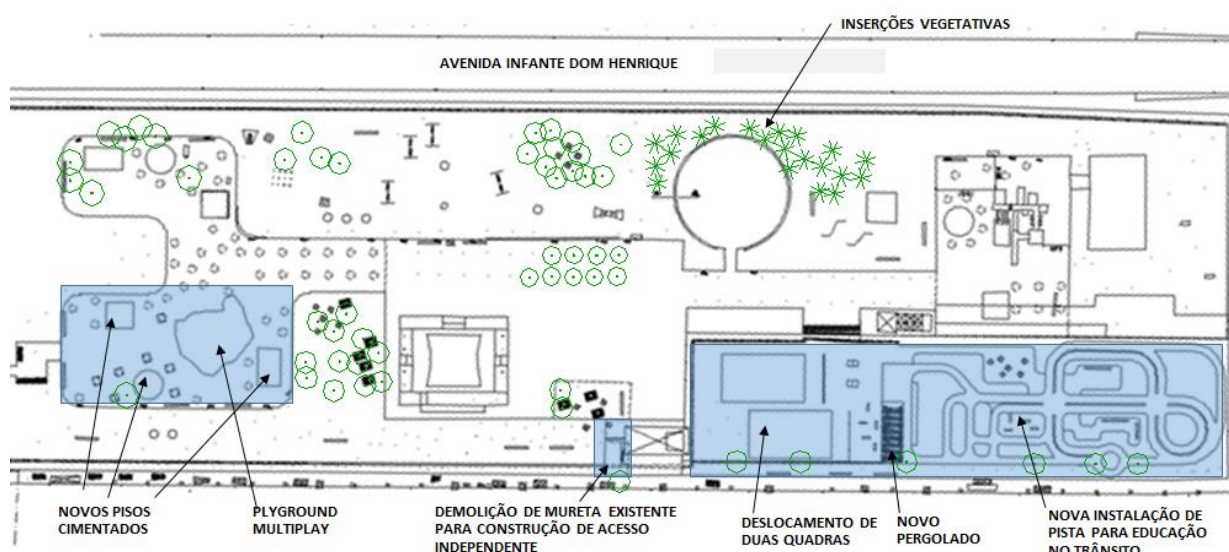 INSERÇÕES VEGETATIVAS
AVENIDA INFANTE DOM HENRIQUE
NOVOS PISOS
CIMENTADOS
PLYGROUND
MULTIPLAY
DEMOLIÇÃO DE MURETA EXISTENTE
PARA CONSTRUÇÃO DE ACESSO
INDEPENDENTE
DESLOCAMENTO DE
DUAS QUADRAS
NOVO
PERGOLADO
NOVA INSTALAÇÃO DE
PISTA PARA EDUCAÇÃO
NO TRÂNSITO